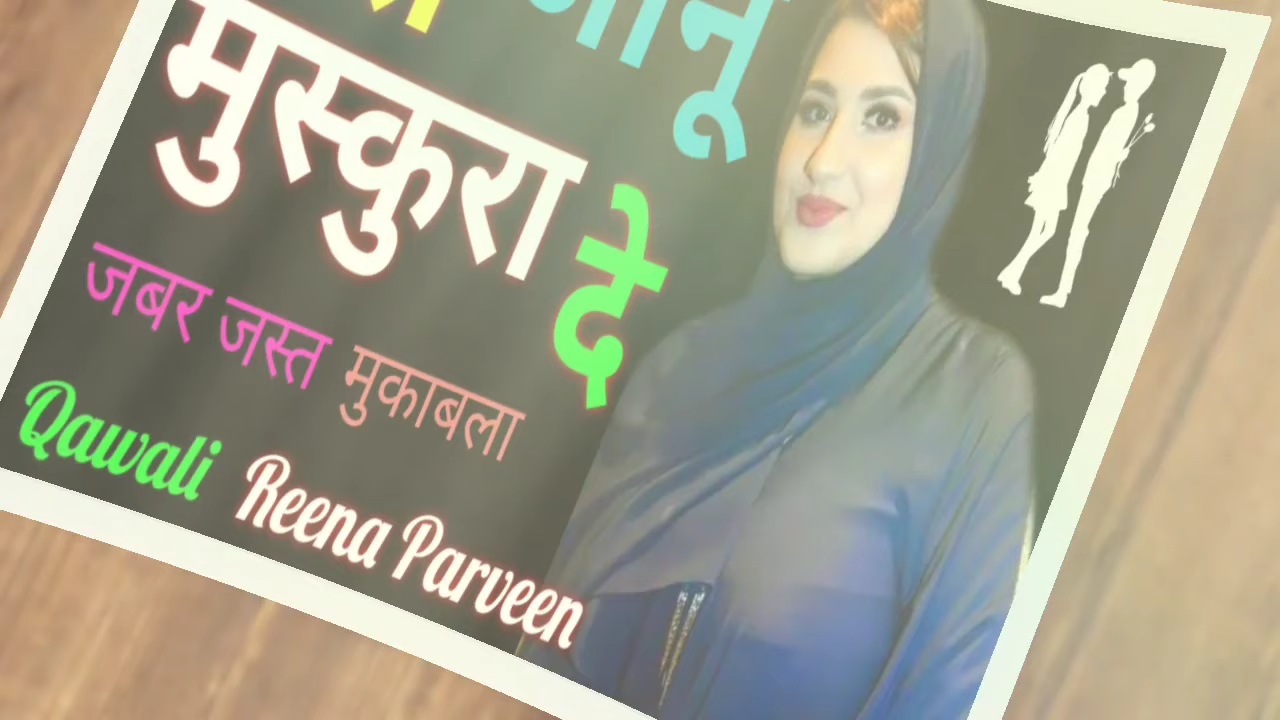 जानू
मुस्कुरा दे
जबर जस्त मुकाबला
Qawali Reena Parveen